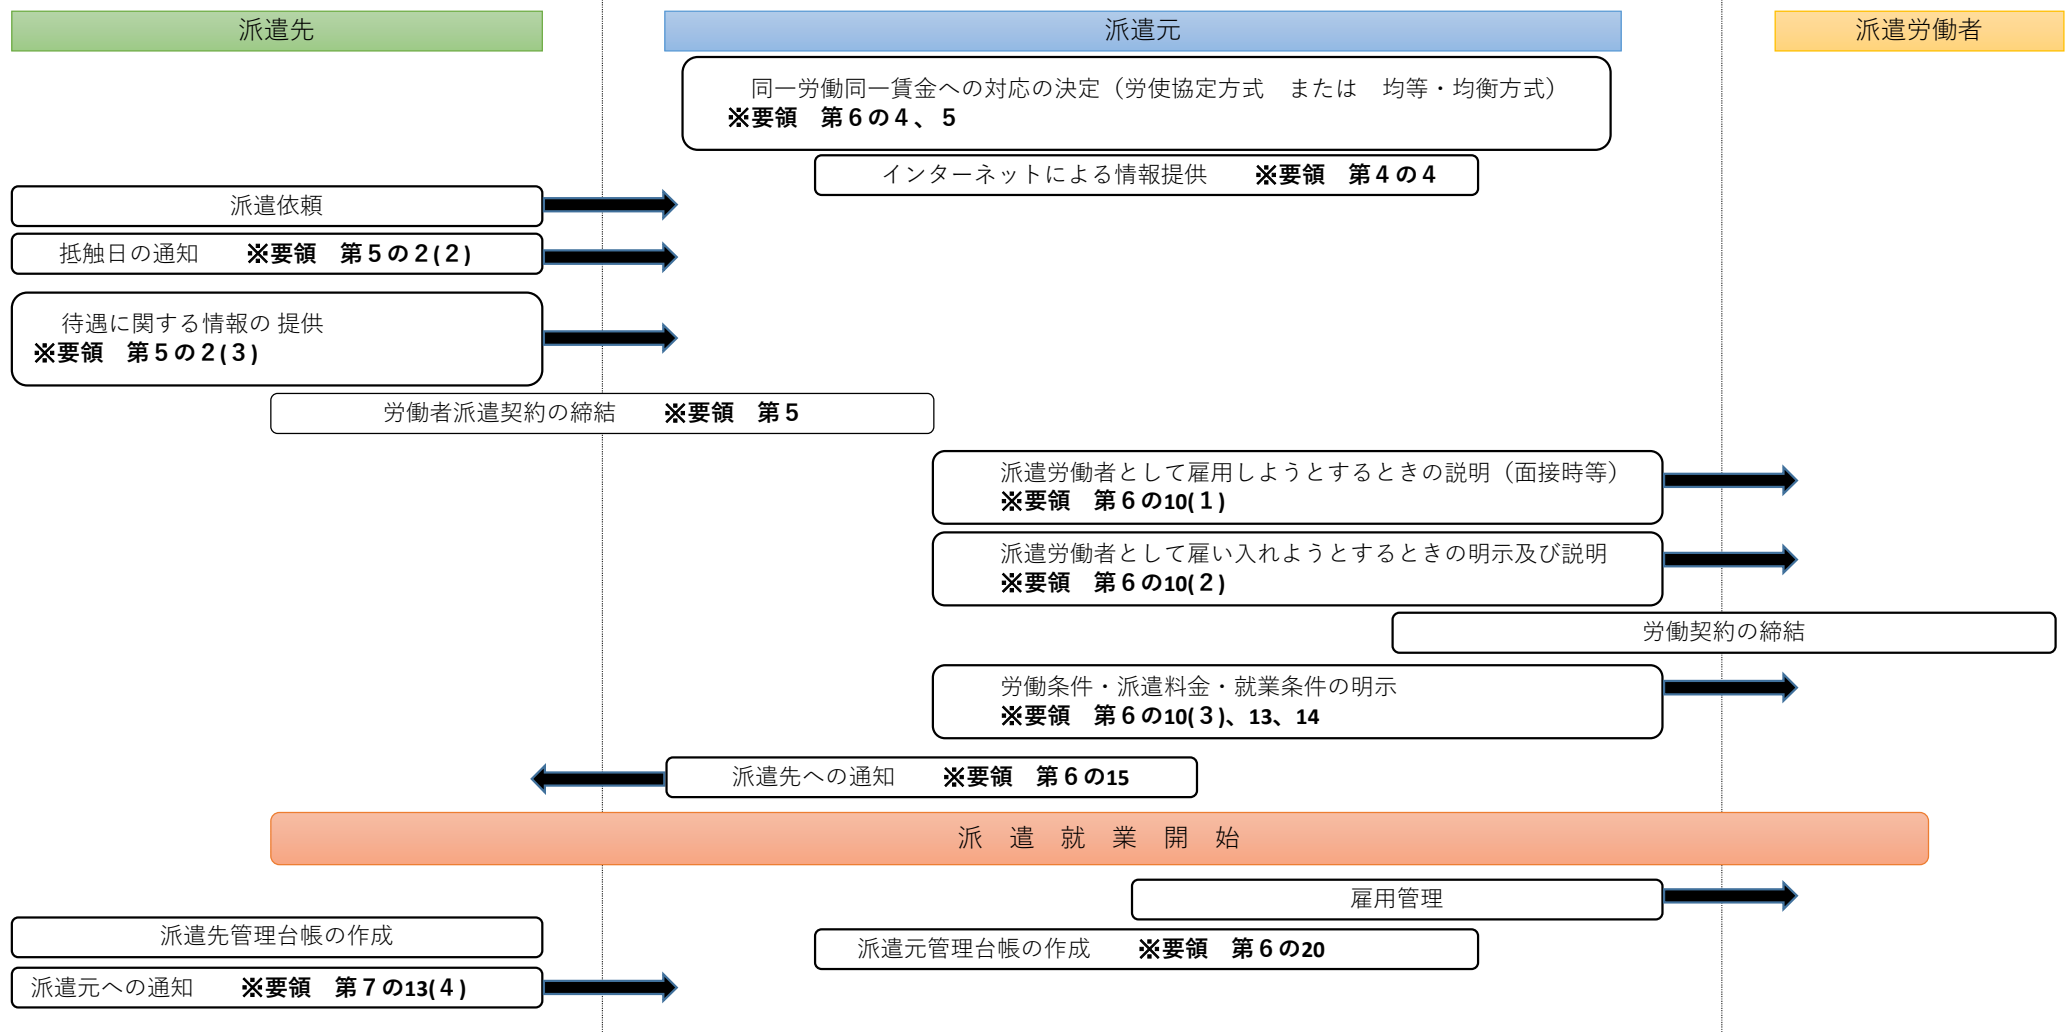 派遣先
派遣元
派遣労働者
同一労働同一賃金への対応の決定（労使協定方式　または　均等・均衡方式）
※要領　第６の４、５
インターネットによる情報提供　　※要領　第４の４
派遣依頼
抵触日の通知　　※要領　第５の２(２)
待遇に関する情報の 提供
※要領　第５の２(３)
労働者派遣契約の締結　　※要領　第５
派遣労働者として雇用しようとするときの説明（面接時等）
※要領　第６の10(１)
派遣労働者として雇い入れようとするときの明示及び説明
※要領　第６の10(２)
労働契約の締結
労働条件・派遣料金・就業条件の明示
※要領　第６の10(３)、13、14
派遣先への通知　　※要領　第６の15
派　遣　就　業　開　始
雇用管理
派遣先管理台帳の作成
派遣元管理台帳の作成　　※要領　第６の20
派遣元への通知　　※要領　第７の13(４)